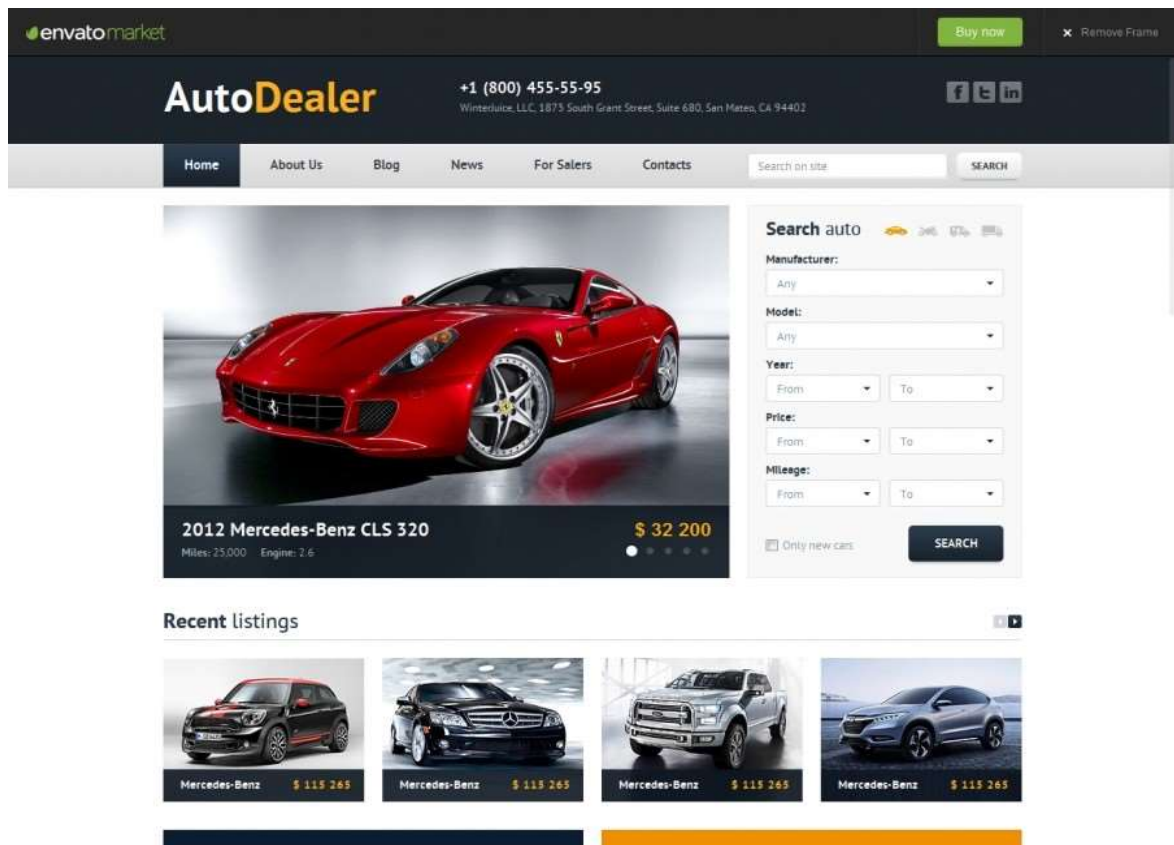 envatomarket
Buy now
× Remove Frame
AutoDealer
+1 (800) 455-55-95
WinterJuice, LLC, 1875 South Grant Street, Suite 680, San Mateo, CA 94402
Home
About Us
Blog
News
For Salers
Contacts
Search on site
SEARCH
Search auto
Manufacturer:
Any
Model:
Any
Year:
From
To
Price:
From
To
Mileage:
From
To
Only new cars
SEARCH
2012 Mercedes-Benz CLS 320
$ 32 200
Miles: 25,000 Engine: 2.6
Recent listings
Mercedes-Benz $ 115 265
Mercedes-Benz $ 115 265
Mercedes-Benz $ 115 265
Mercedes-Benz $ 115 265